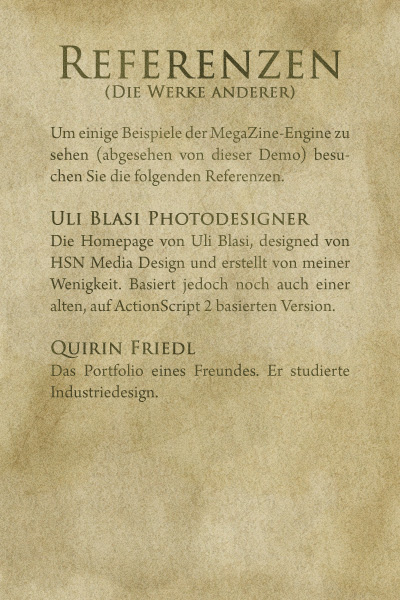 Referenzen
(Die Werke anderer)
Um einige Beispiele der MegaZine-Engine zu
sehen (abgesehen von dieser Demo) besu-
chen Sie die folgenden Referenzen.
Uli Blasi Photodesigner
Die Homepage von Uli Blasi, designed von
HSN Media Design und erstellt von meiner
Wenigkeit. Basiert jedoch noch auch einer
alten, auf ActionScript 2 basierten Version.
Quirin Friedl
Das Portfolio eines Freundes. Er studierte
Industriedesign.